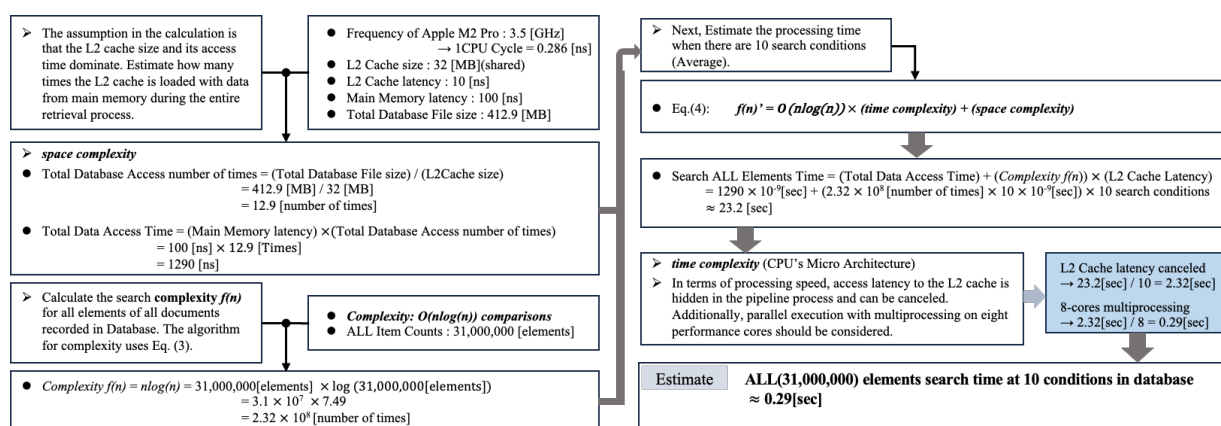 ➢ The assumption in the calculation is
that the L2 cache size and its access
time dominate. Estimate how many
times the L2 cache is loaded with data
from main memory during the entire
retrieval process.
● Frequency of Apple M2 Pro : 3.5 [GHz]
→ 1CPU Cycle = 0.286 [ns]
● L2 Cache size : 32 [MB](shared)
● L2 Cache latency : 10 [ns]
● Main Memory latency : 100 [ns]
● Total Database File size : 412.9 [MB]
➢ space complexity
● Total Database Access number of times = (Total Database File size) / (L2Cache size)
= 412.9 [MB] / 32 [MB]
= 12.9 [number of times]
● Total Data Access Time = (Main Memory latency) ×(Total Database Access number of times)
= 100 [ns] × 12.9 [Times]
= 1290 [ns]
➢ Calculate the search complexity f(n)
for all elements of all documents
recorded in Database. The algorithm
for complexity uses Eq. (3).
● Complexity: O(nlog(n)) comparisons
● ALL Item Counts : 31,000,000 [elements]
● Complexity f(n) = nlog(n) = 31,000,000[elements] ×log (31,000,000[elements])
= 3.1 × 10⁷ × 7.49
= 2.32 × 10⁸ [number of times]
➢ Next, Estimate the processing time
when there are 10 search conditions
(Average).
● Eq.(4): f(n)' = O(nlog(n)) × (time complexity) + (space complexity)
● Search ALL Elements Time = (Total Data Access Time) + (Complexity f(n)) × (L2 Cache Latency)
= 1290 × 10⁻⁹[sec] + (2.32 × 10⁸ [number of times] × 10 × 10⁻⁹[sec]) × 10 search conditions
≈ 23.2 [sec]
➢ time complexity (CPU's Micro Architecture)
➢ In terms of processing speed, access latency to the L2 cache is
hidden in the pipeline process and can be canceled.
Additionally, parallel execution with multiprocessing on eight
performance cores should be considered.
L2 Cache latency canceled
→ 23.2[sec] / 10 = 2.32[sec]
8-cores multiprocessing
→ 2.32[sec] / 8 = 0.29[sec]
Estimate
ALL(31,000,000) elements search time at 10 conditions in database
≈ 0.29[sec]